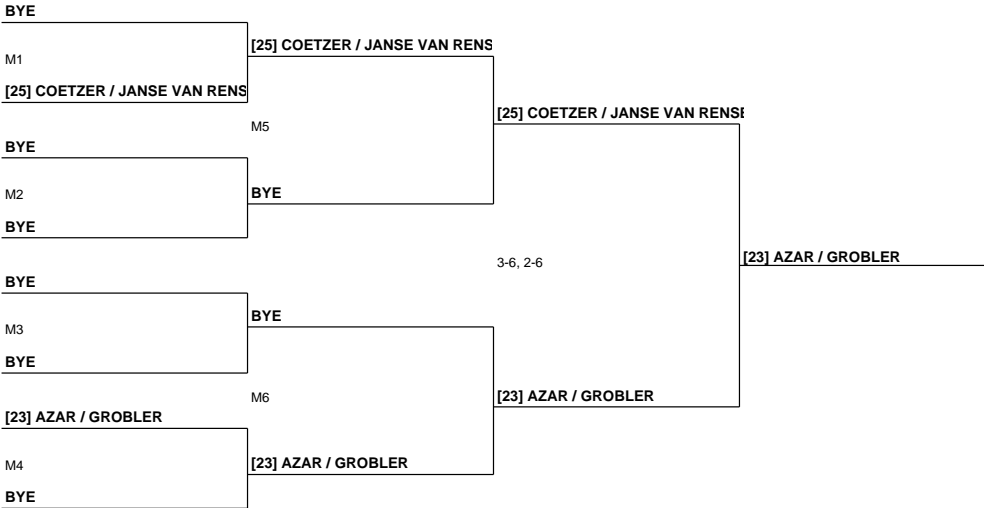 BYE
M1
[25] COETZER / JANSE VAN RENS
BYE
M2
BYE
BYE
M3
BYE
[23] AZAR / GROBLER
M4
BYE
[25] COETZER / JANSE VAN RENS
M5
BYE
BYE
M6
[23] AZAR / GROBLER
[25] COETZER / JANSE VAN RENSE
3-6, 2-6
[23] AZAR / GROBLER
[23] AZAR / GROBLER